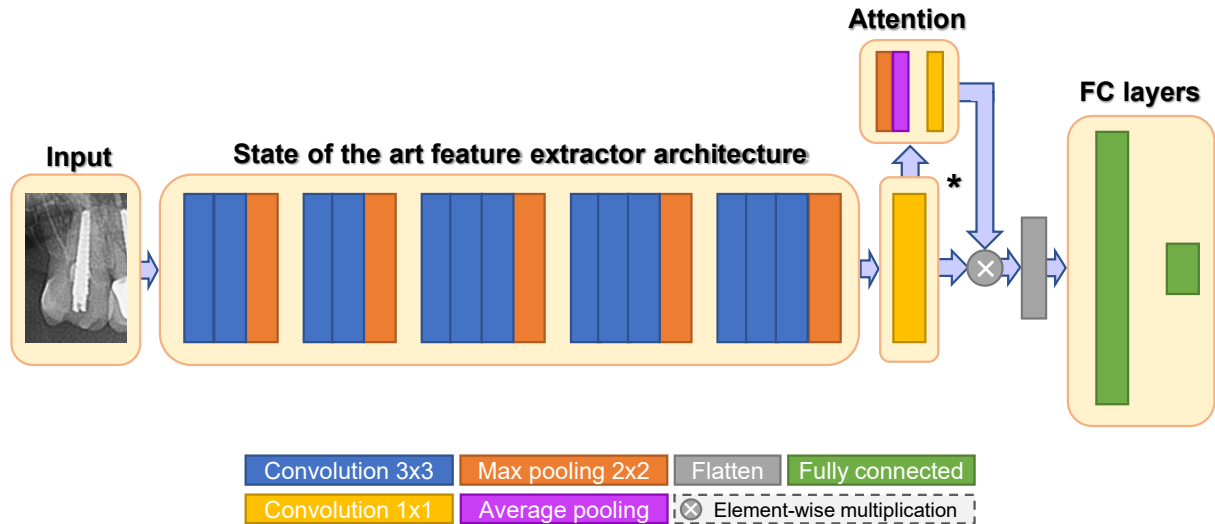 Attention
FC layers
Input
State of the art feature extractor architecture
*
Convolution 3x3
Max pooling 2x2
Flatten
Fully connected
Convolution 1x1
Average pooling
Element-wise multiplication